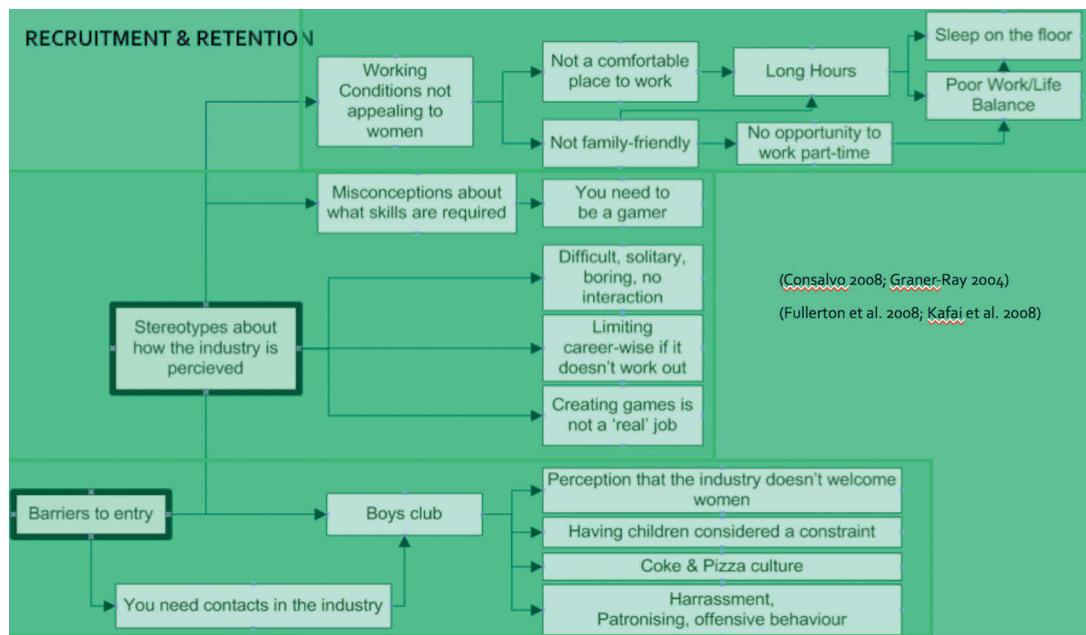 RECRUITMENT & RETENTION
Working
Conditions not
appealing to
women
Not a comfortable
place to work
Long Hours
Sleep on the floor
Poor Work/Life
Balance
Not family-friendly
No opportunity to
work part-time
Misconceptions about
what skills are required
You need to
be a gamer
Difficult, solitary,
boring, no
interaction
(Consalvo 2008; Graner-Ray 2004)
(Fullerton et al. 2008; Kafai et al. 2008)
Stereotypes about
how the industry is
percieved
Limiting
career-wise if it
doesn't work out
Creating games is
not a 'real' job
Barriers to entry
Boys club
Perception that the industry doesn't welcome
women
Having children considered a constraint
Coke & Pizza culture
You need contacts in the industry
Harrassment,
Patronising, offensive behaviour